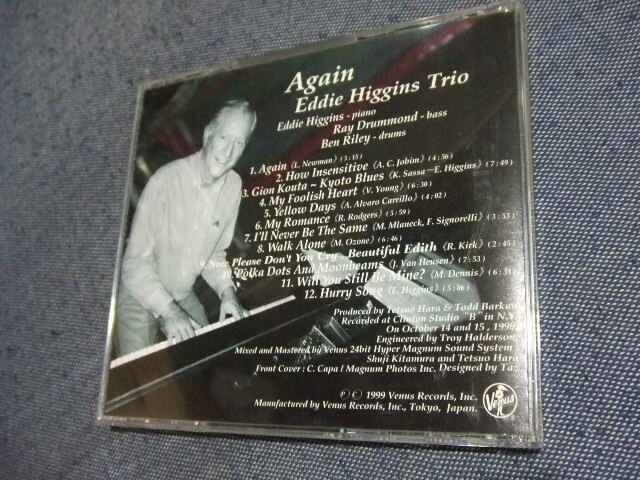 Again
Eddie Higgins Trio
Eddie Higgins - piano
Ray Drummond - bass
Ben Riley - drums
1. Again (L. Newman) (3:15)
2. How Insensitive (A. C. Jobim) (4:56)
3. Gion Kouta ~ Kyoto Blues (K. Sassa~E. Higgins) (7:49)
4. My Foolish Heart (V. Young) (6:30)
5. Yellow Days (A. Alvaro Carrillo) (4:02)
6. My Romance (R. Rodgers) (3:59)
7. I'll Never Be The Same (M. Mlaneck, F. Signorelli) (3:53)
8. Walk Alone (M. Ozone) (6:46)
9. Now Please Don't You Cry, Beautiful Edith (R. Kirk) (2:45)
10. Polka Dots And Moonbeams (J. Van Heusen) (7:53)
11. Will You Still Be Mine? (M. Dennis) (6:31)
12. Hurry Song (E. Higgins) (5:06)
Produced by Tetsuo Hara & Todd Barkan
Recorded at Clinton Studio "B" in N.Y.
On October 14 and 15, 1998
Engineered by Troy Halderson
Mixed and Mastered by Venus 24bit Hyper Magnum Sound System
Shuji Kitamura and Tetsuo Hara
Front Cover : C. Capa / Magnum Photos Inc. Designed by Taz
℗ © 1999 Venus Records, Inc.
Manufactured by Venus Records, Inc., Tokyo, Japan.
Venus